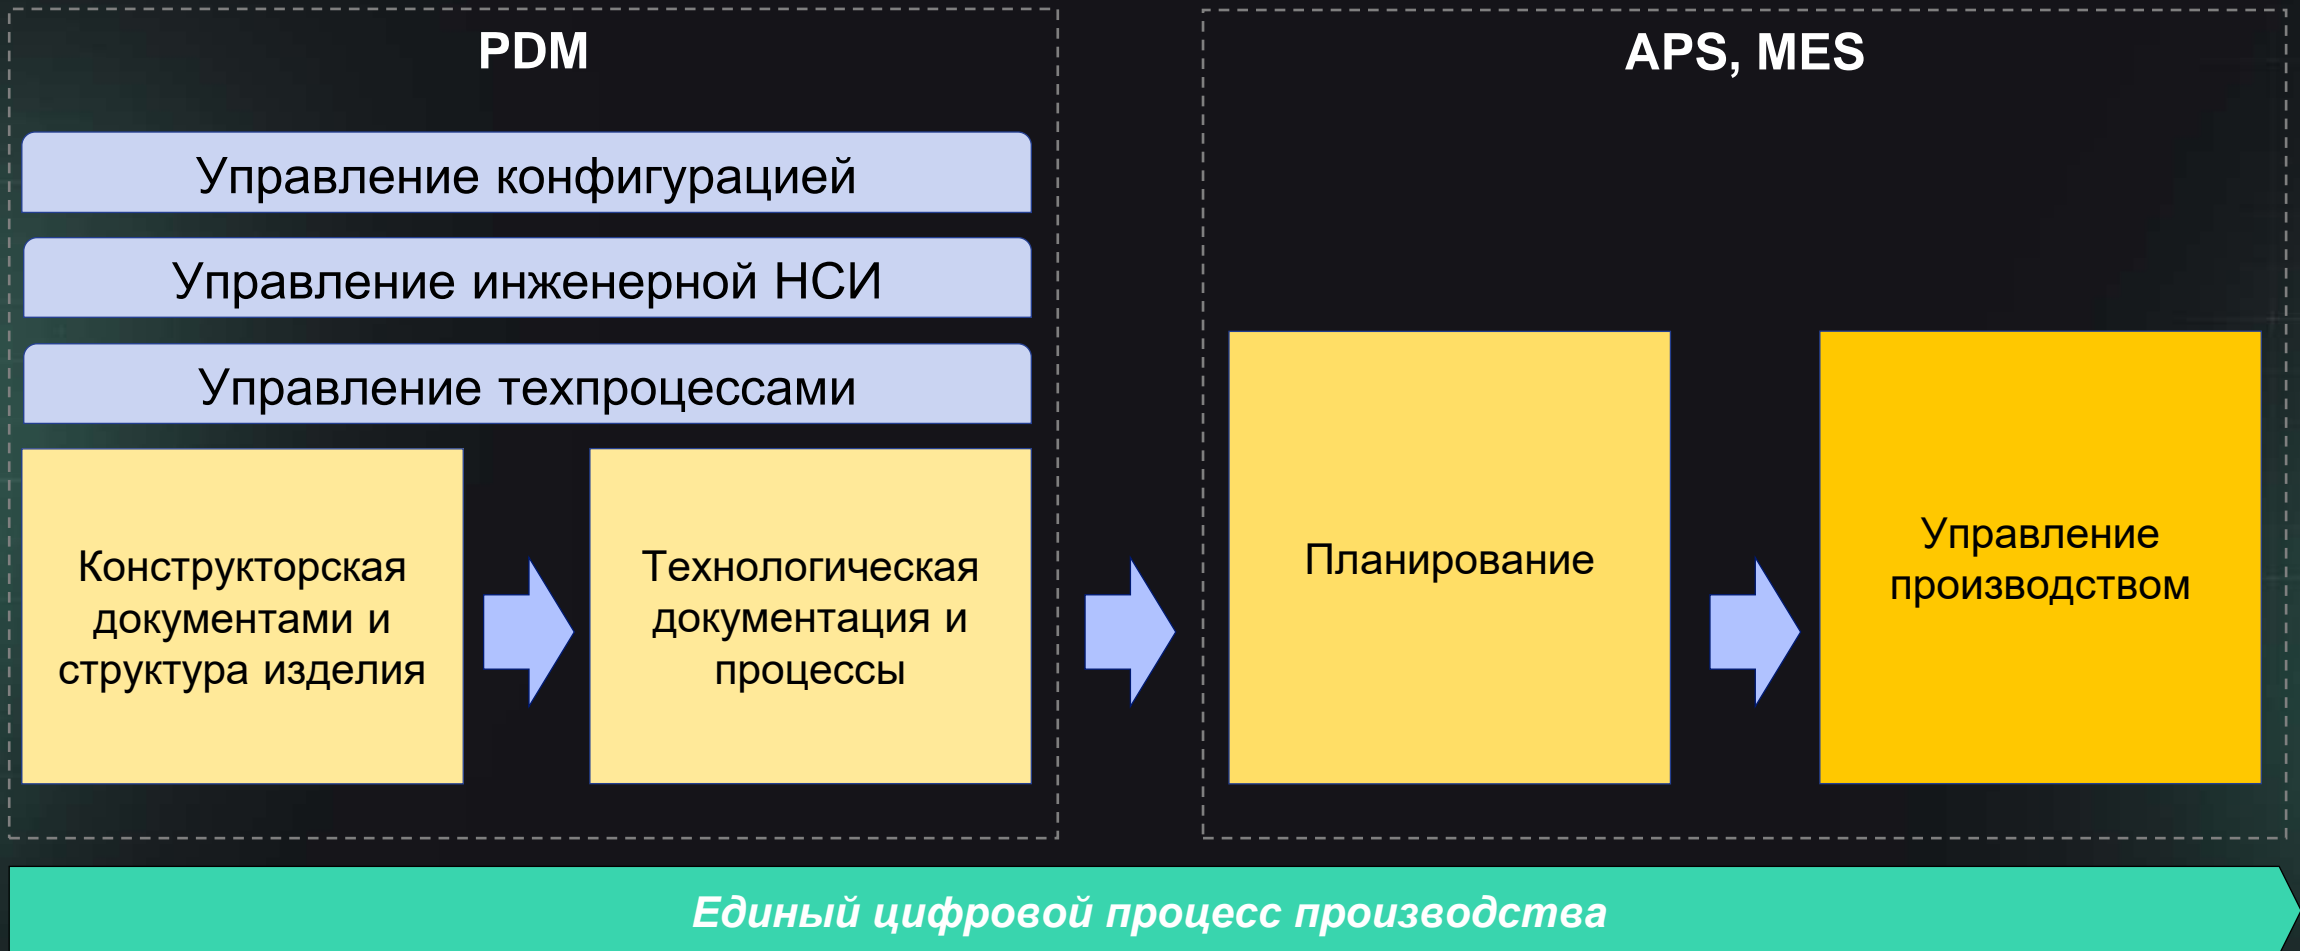 PDM
Управление конфигурацией
Управление инженерной НСИ
Управление техпроцессами
Конструкторская
документами и
структура изделия
Технологическая
документация и
процессы
APS, MES
Планирование
Управление
производством
Единый цифровой процесс производства